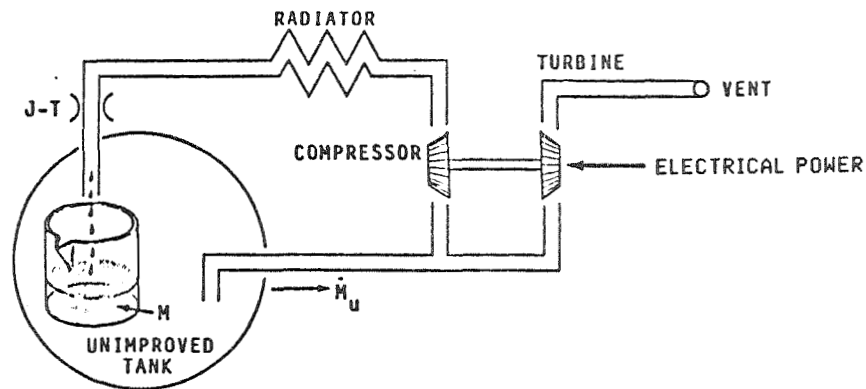 RADIATOR
TURBINE
VENT
J-T
COMPRESSOR
ELECTRICAL POWER
M
Ṁu
UNIMPROVED
TANK